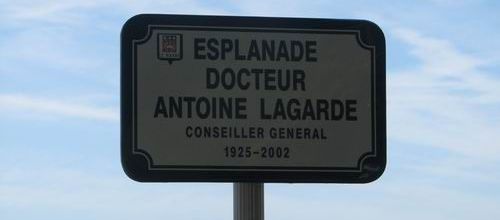 ESPLANADE
DOCTEUR
ANTOINE LAGARDE
CONSEILLER GENERAL
1925-2002